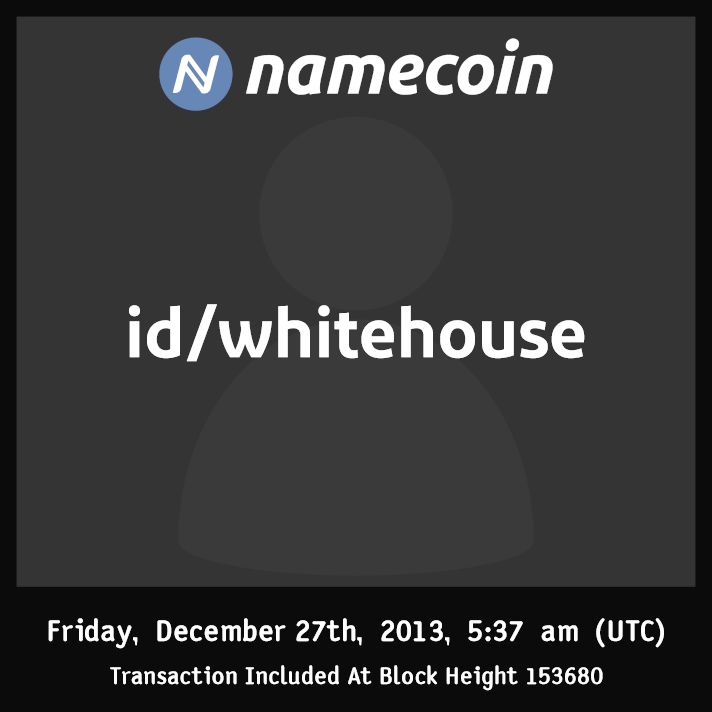 namecoin
id/whitehouse
Friday, December 27th, 2013, 5:37 am (UTC)
Transaction Included At Block Height 153680